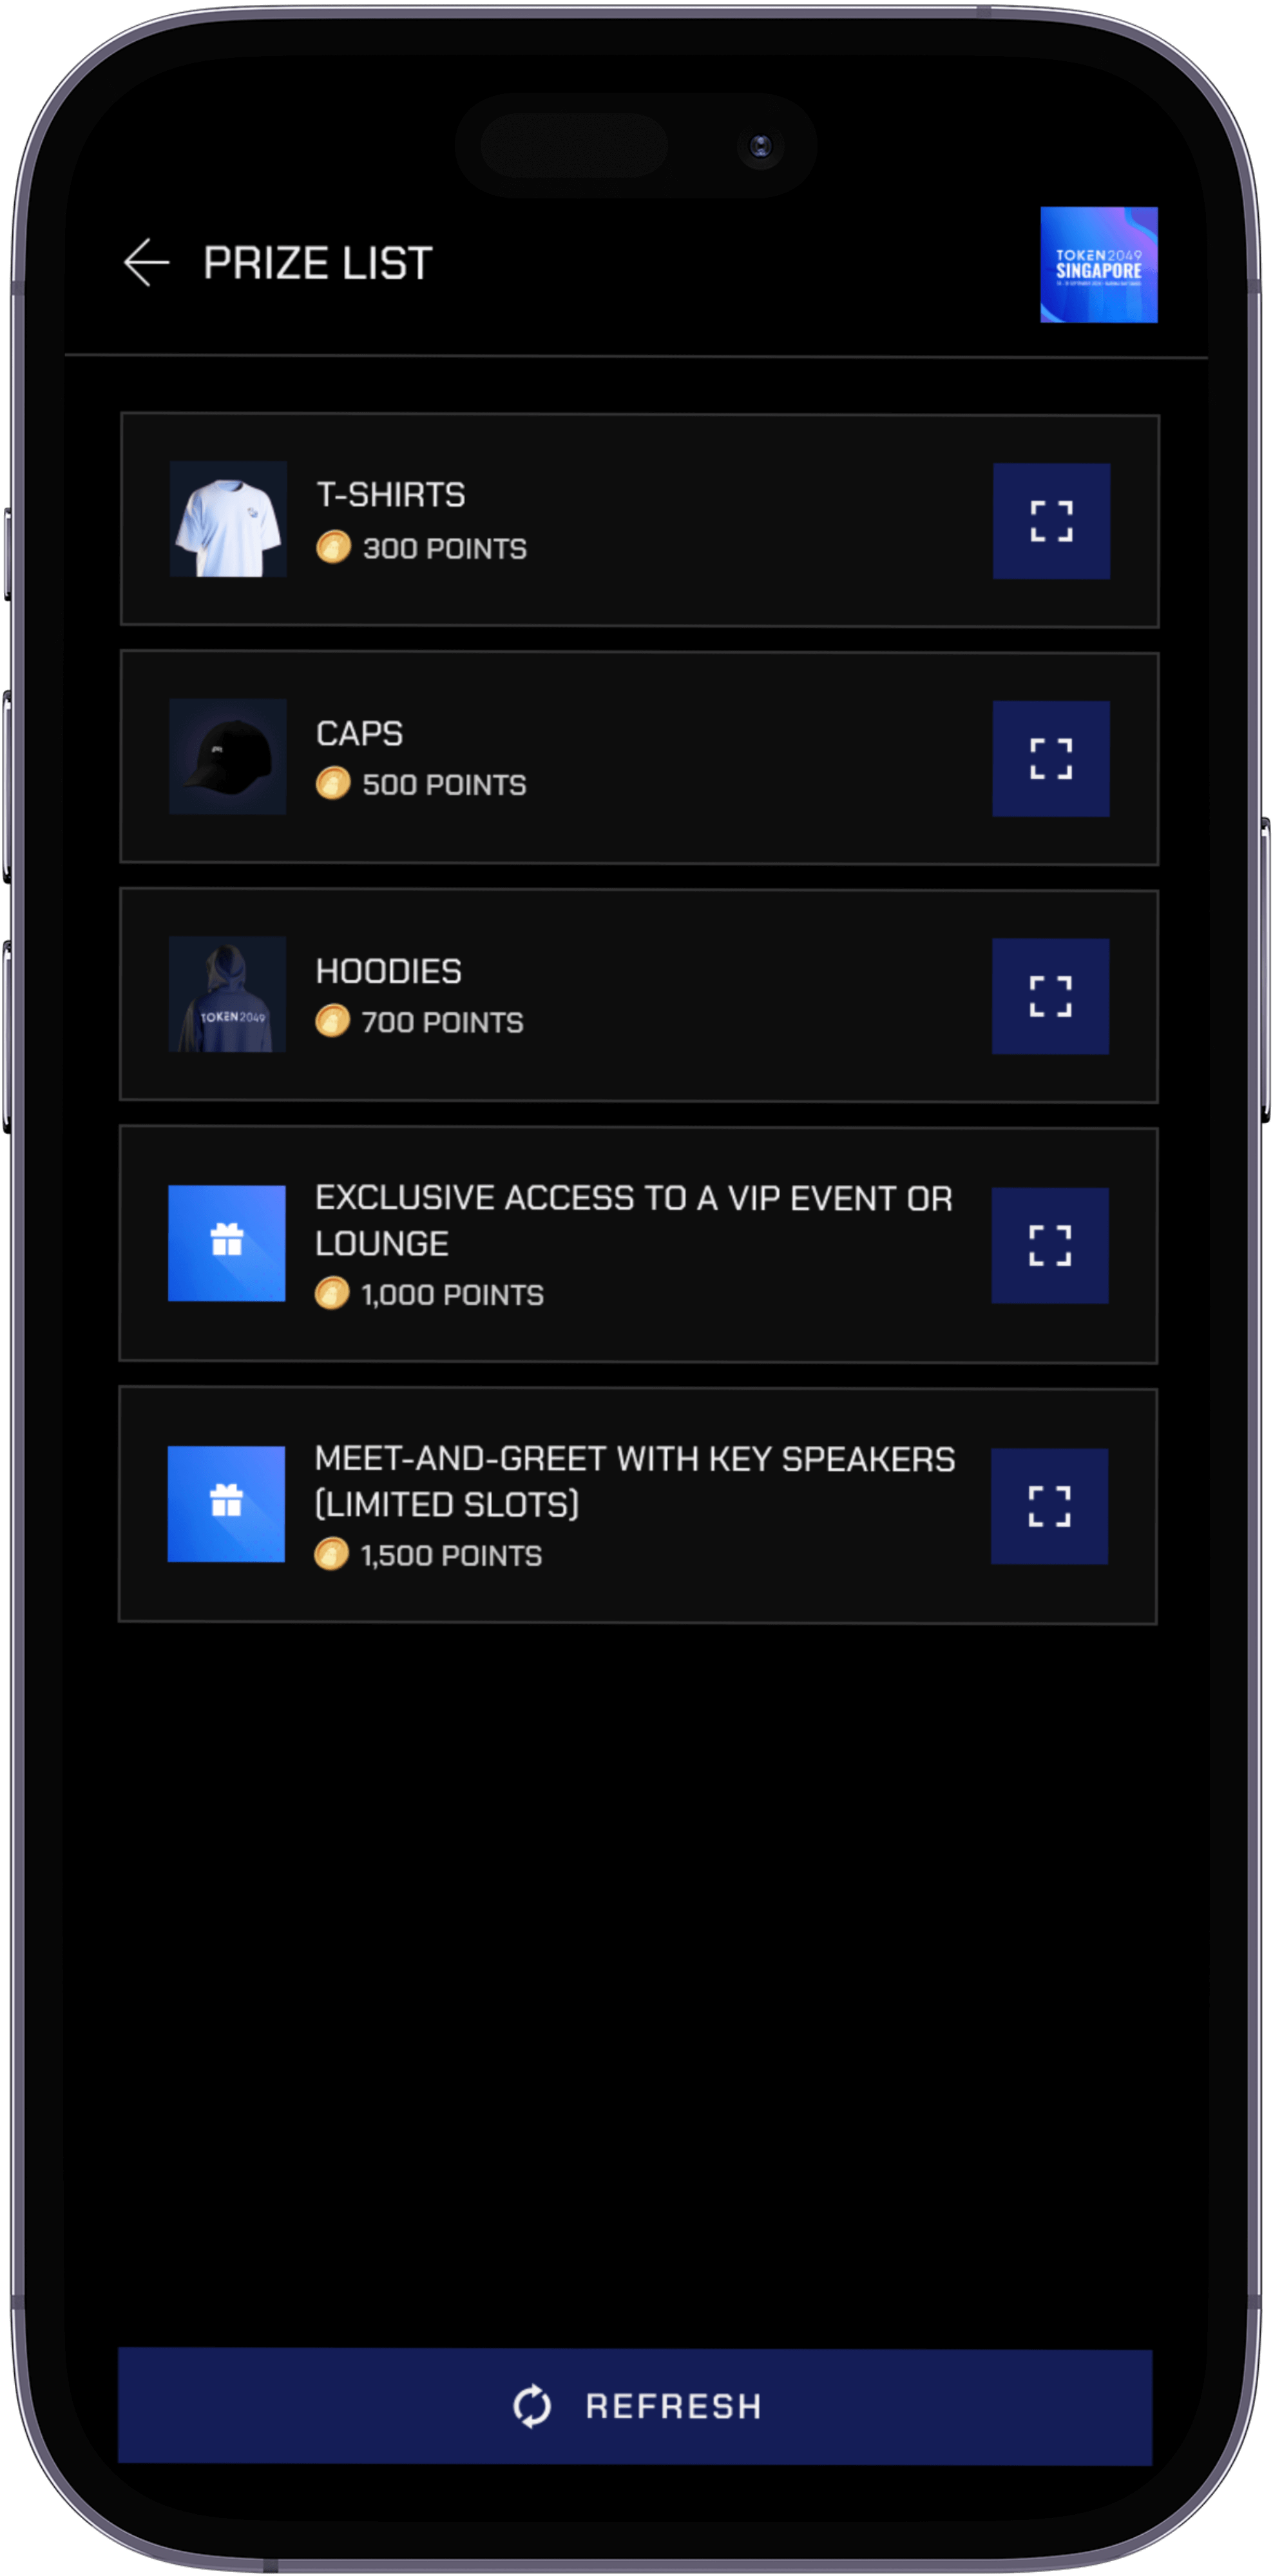 PRIZE LIST
TOKEN2049
SINGAPORE
T-SHIRTS
300 POINTS
CAPS
500 POINTS
HOODIES
TOKEN2049
700 POINTS
EXCLUSIVE ACCESS TO A VIP EVENT OR
LOUNGE
1,000 POINTS
MEET-AND-GREET WITH KEY SPEAKERS
(LIMITED SLOTS)
1,500 POINTS
REFRESH